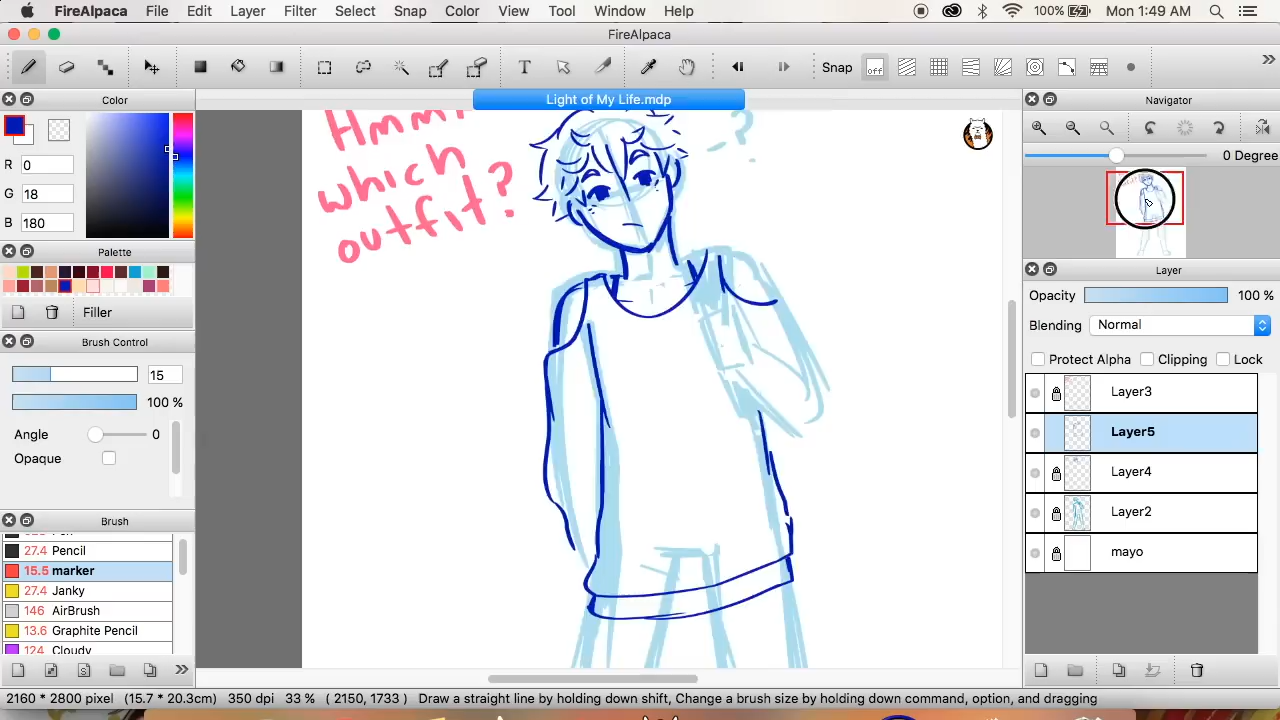 FireAlpaca File Edit Layer Filter Select Snap Color View Tool Window Help 100% Mon 1:49 AM
FireAlpaca
Snap off
Color
Light of My Life.mdp
Navigator
R 0
G 18
B 180
0 Degree
Hmm,
which
outfit?
?
Palette
Filler
Layer
Opacity 100 %
Blending Normal
Protect Alpha Clipping Lock
Brush Control
15
100 %
Angle 0
Opaque
Layer3
Layer5
Layer4
Layer2
mayo
Brush
Pen
27.4 Pencil
15.5 marker
27.4 Janky
146 AirBrush
13.6 Graphite Pencil
124 Cloudy
2160 * 2800 pixel (15.7 * 20.3cm) 350 dpi 33 % ( 2150, 1733 ) Draw a straight line by holding down shift, Change a brush size by holding down command, option, and dragging